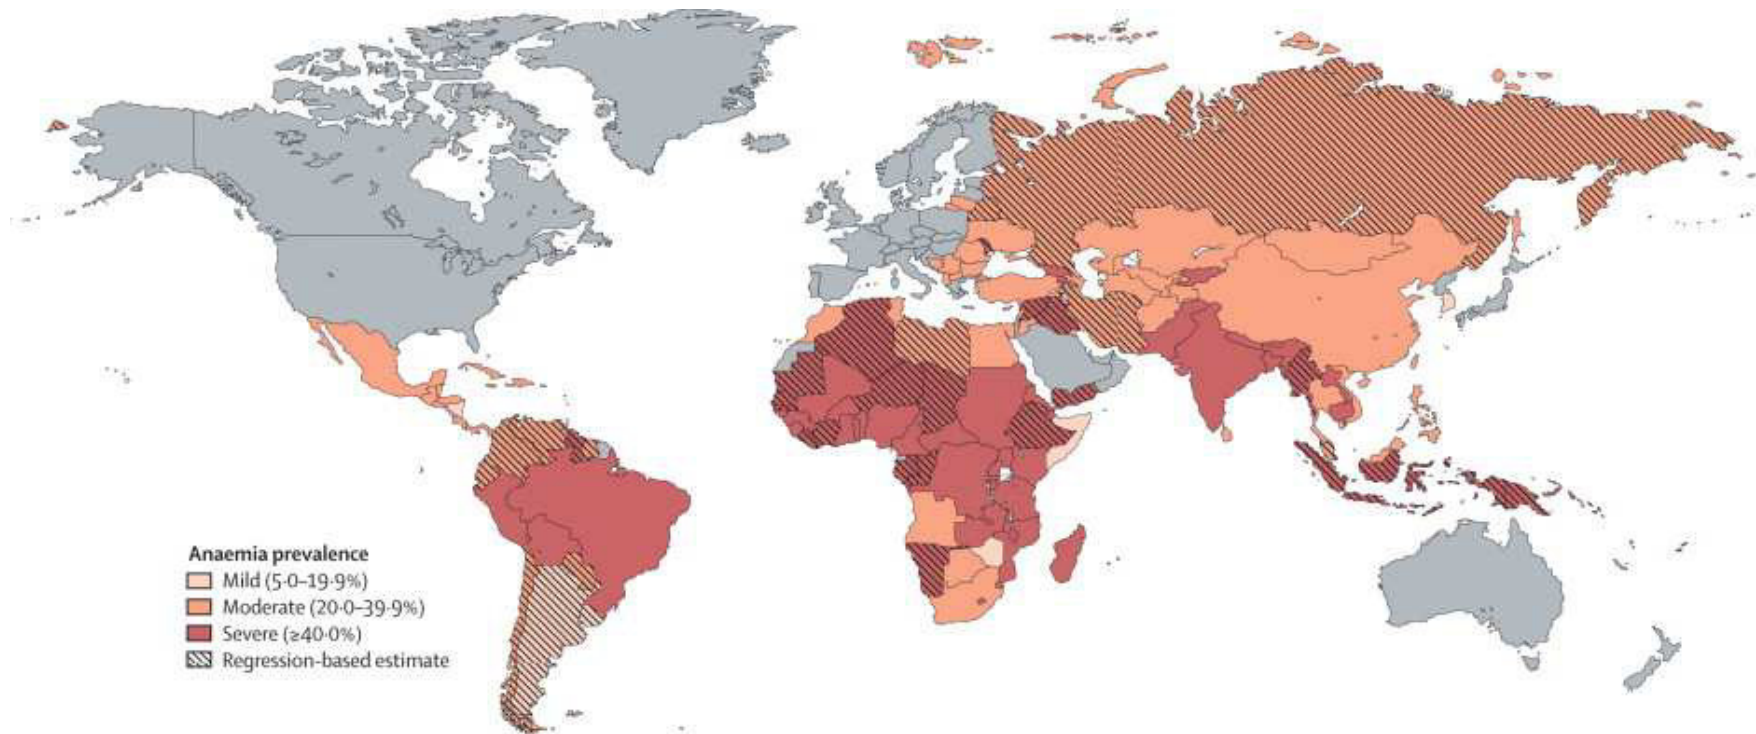 Anaemia prevalence
Mild (5·0–19·9%)
Moderate (20·0–39·9%)
Severe (≥40·0%)
Regression-based estimate